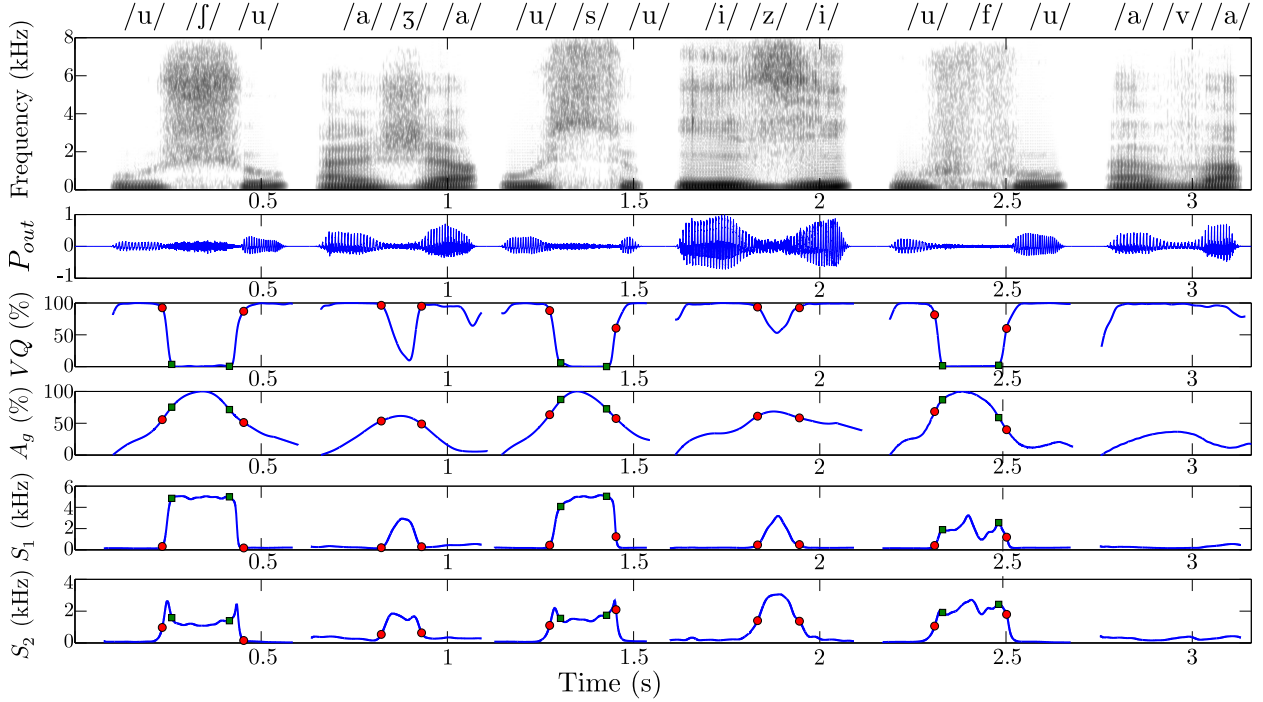 /u/ /ʃ/ /u/ /a/ /ʒ/ /a/ /u/ /s/ /u/ /i/ /z/ /i/ /u/ /f/ /u/ /a/ /v/ /a/
Frequency (kHz)
8
6
4
2
0
0.5 1 1.5 2 2.5 3
P_out
1
0
-1
0.5 1 1.5 2 2.5 3
VQ (%)
100
50
0
0.5 1 1.5 2 2.5 3
A_g (%)
100
50
0
0.5 1 1.5 2 2.5 3
S_1 (kHz)
6
4
2
0
0.5 1 1.5 2 2.5 3
S_2 (kHz)
4
2
0
0.5 1 1.5 2 2.5 3
Time (s)